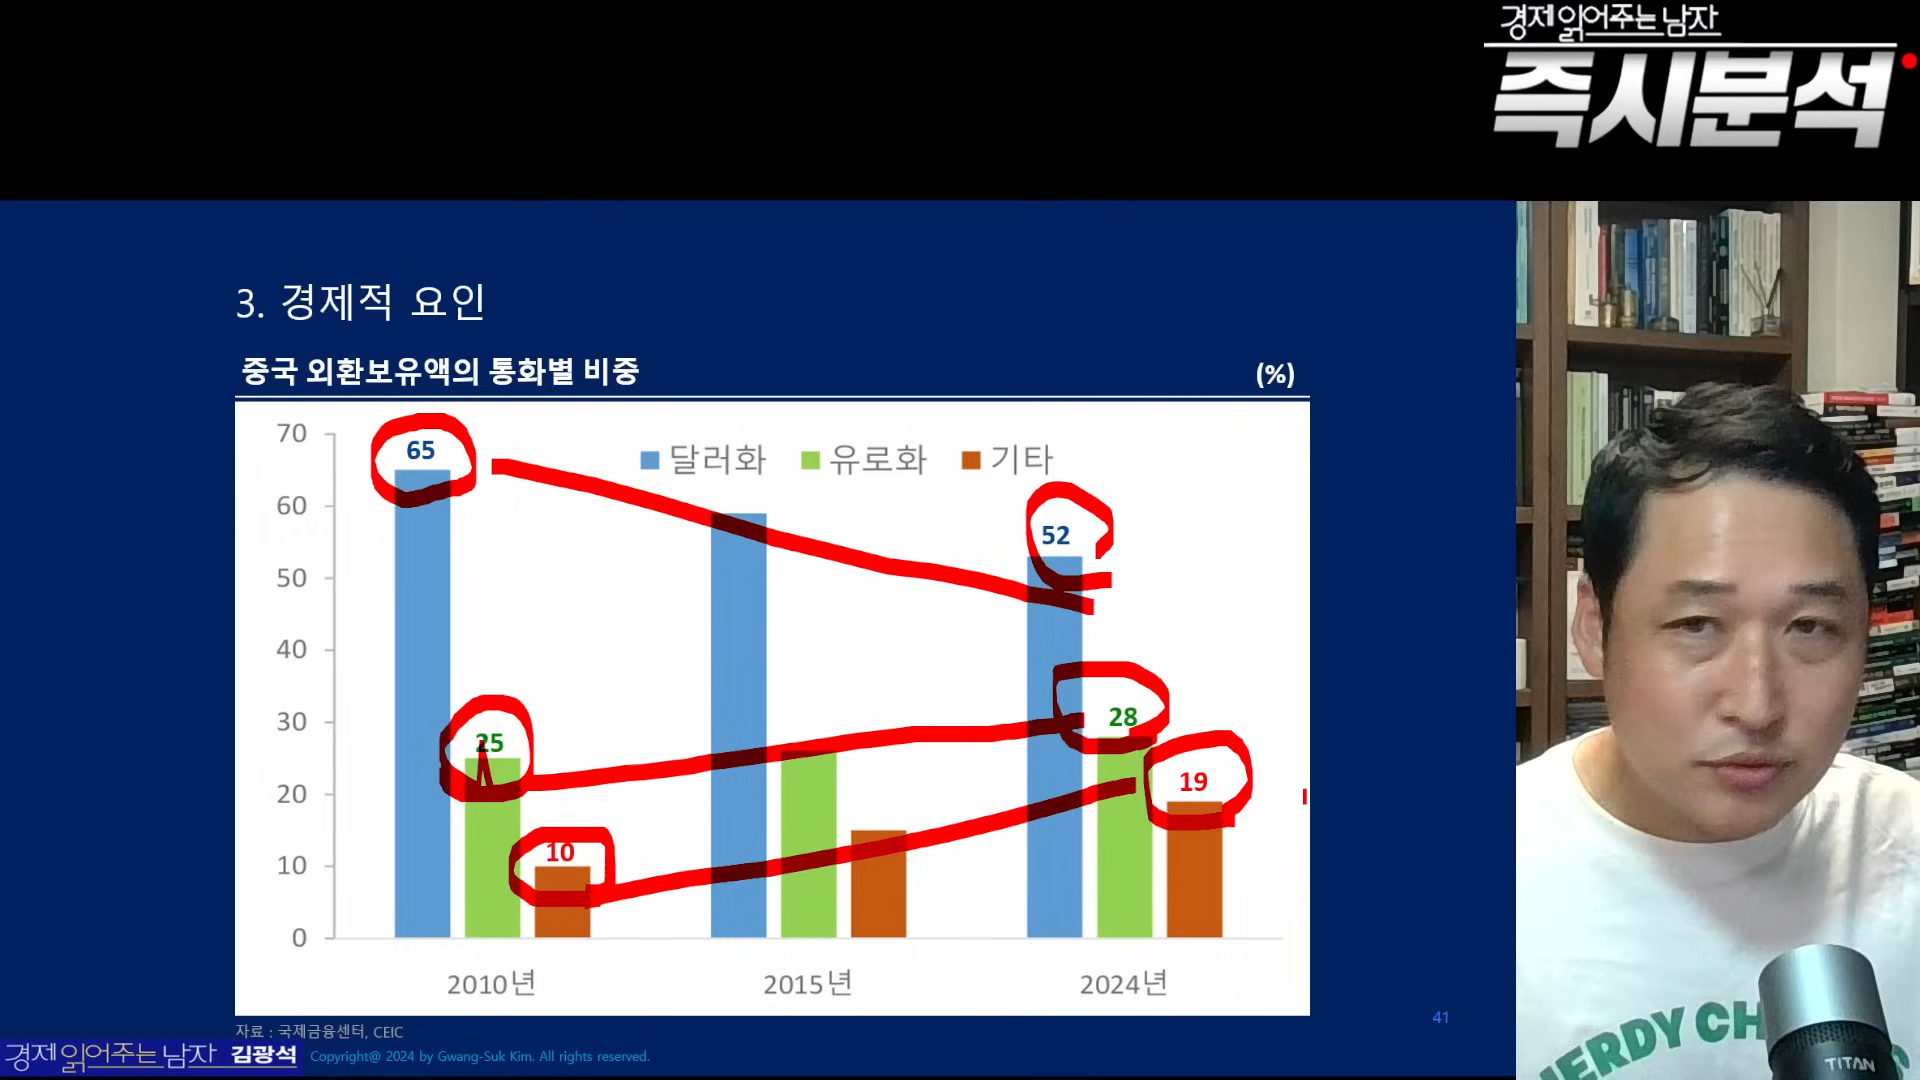 경제읽어주는남자
즉시분석
3. 경제적 요인
중국 외환보유액의 통화별 비중 (%)
달러화 유로화 기타
70
60
50
40
30
20
10
0
65
25
10
52
28
19
2010년 2015년 2024년
41
자료 : 국제금융센터, CEIC
경제읽어주는남자 김광석 Copyright@ 2024 by Gwang-Suk Kim. All rights reserved.
TITAN